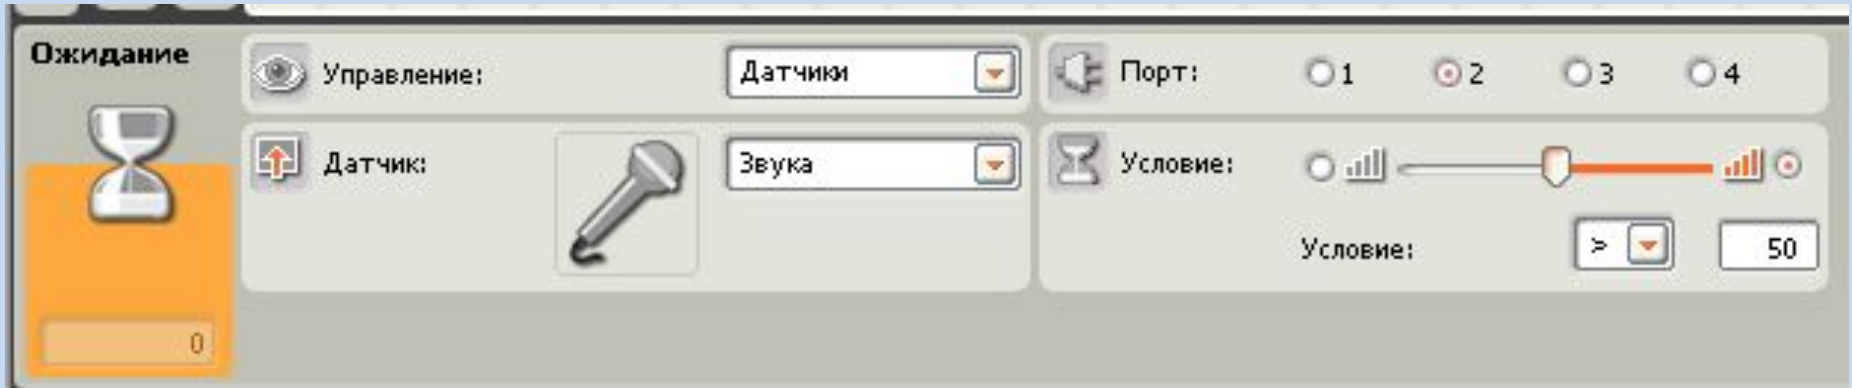 Ожидание
Управление: Датчики
Порт: 1 2 3 4
Датчик: Звука
Условие:
Условие: > 50
0